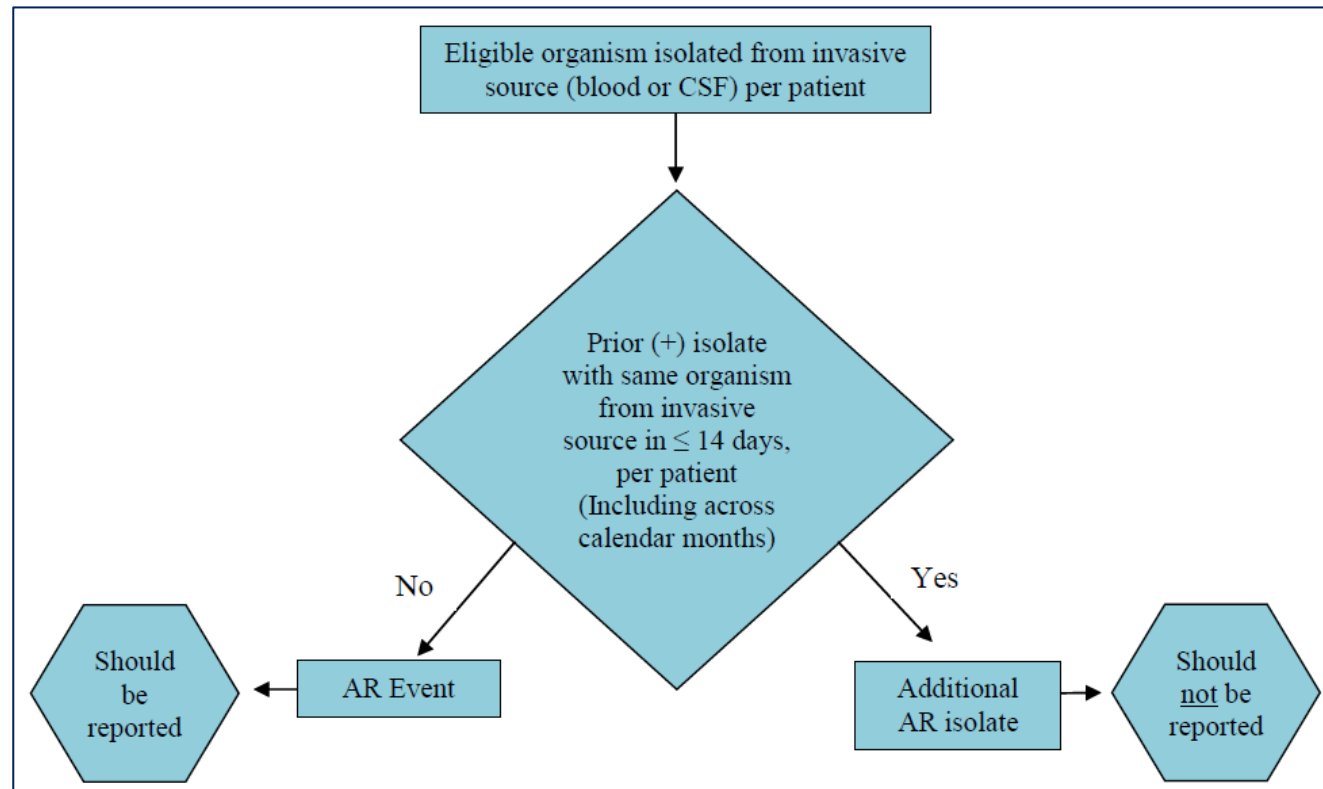 Eligible organism isolated from invasive
source (blood or CSF) per patient
Prior (+) isolate
with same organism
from invasive
source in ≤ 14 days,
per patient
(Including across
calendar months)
No
Yes
Should
be
reported
AR Event
Additional
AR isolate
Should
not be
reported